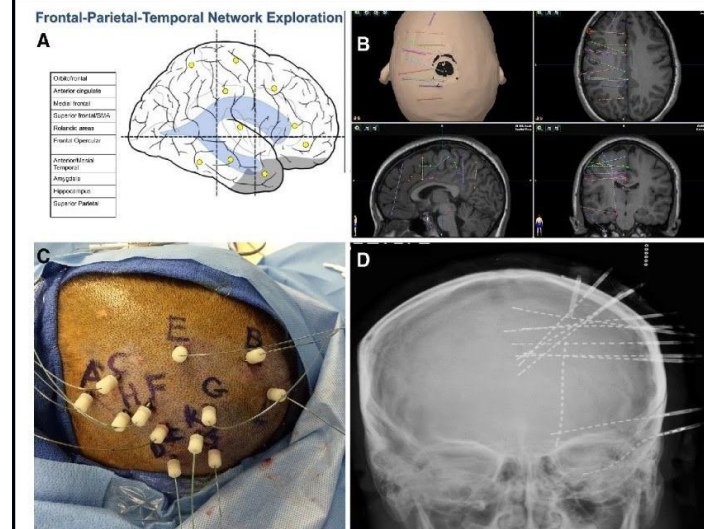 Frontal-Parietal-Temporal Network Exploration
A
B
Orbitofrontal
Anterior cingulate
Medial frontal
Superior frontal/SMA
Rolandic areas
Frontal Opercular
Anterior/Mesial
Temporal
Amygdala
Hippocampus
Superior Parietal
C
D
E
B
A
C
H
F
G
K
D